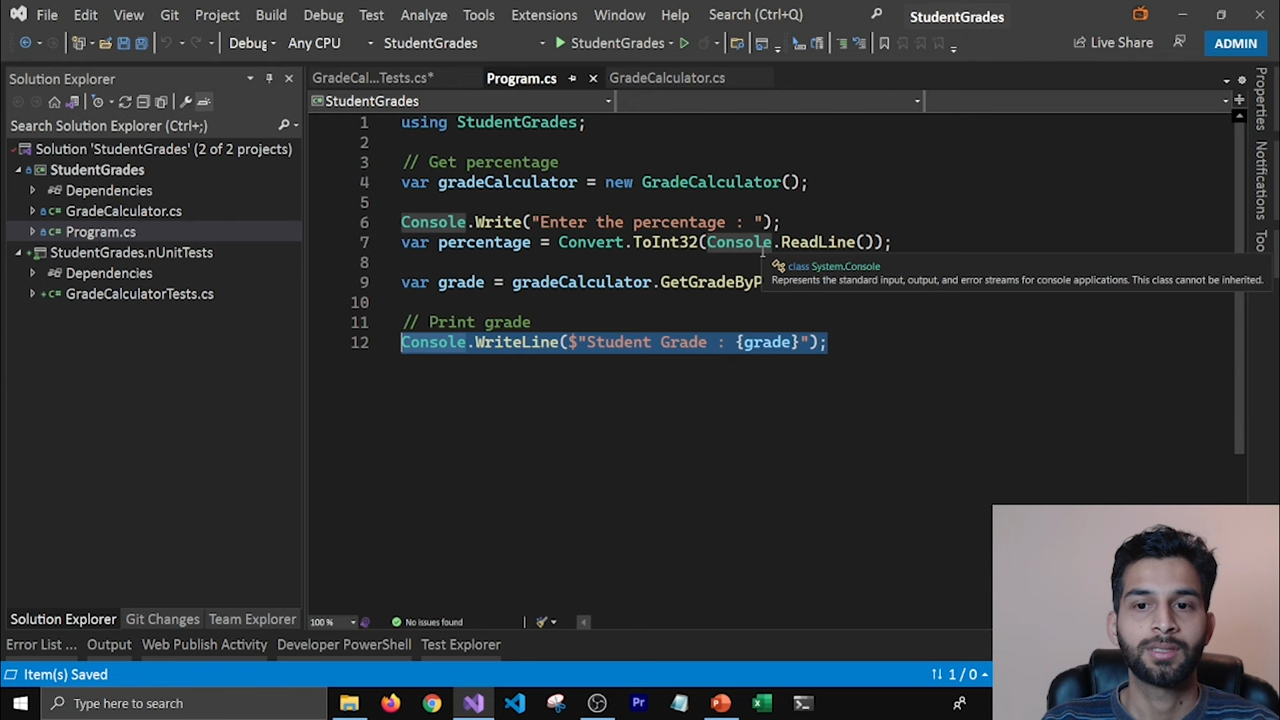 File Edit View Git Project Build Debug Test Analyze Tools Extensions Window Help Search (Ctrl+Q) StudentGrades
Debug Any CPU StudentGrades StudentGrades Live Share ADMIN
Solution Explorer
Search Solution Explorer (Ctrl+;)
Solution 'StudentGrades' (2 of 2 projects)
StudentGrades
Dependencies
C# GradeCalculator.cs
C# Program.cs
StudentGrades.nUnitTests
Dependencies
C# GradeCalculatorTests.cs
GradeCal...Tests.cs* Program.cs GradeCalculator.cs
StudentGrades
1 using StudentGrades;
2
3 // Get percentage
4 var gradeCalculator = new GradeCalculator();
5
6 Console.Write("Enter the percentage : ");
7 var percentage = Convert.ToInt32(Console.ReadLine());
8
9 var grade = gradeCalculator.GetGradeByP
10
11 // Print grade
12 Console.WriteLine($"Student Grade : {grade}");
class System.Console
Represents the standard input, output, and error streams for console applications. This class cannot be inherited.
Properties
Notifications
To
100 % No issues found
Solution Explorer Git Changes Team Explorer
Error List ... Output Web Publish Activity Developer PowerShell Test Explorer
Item(s) Saved 1 / 0
Type here to search